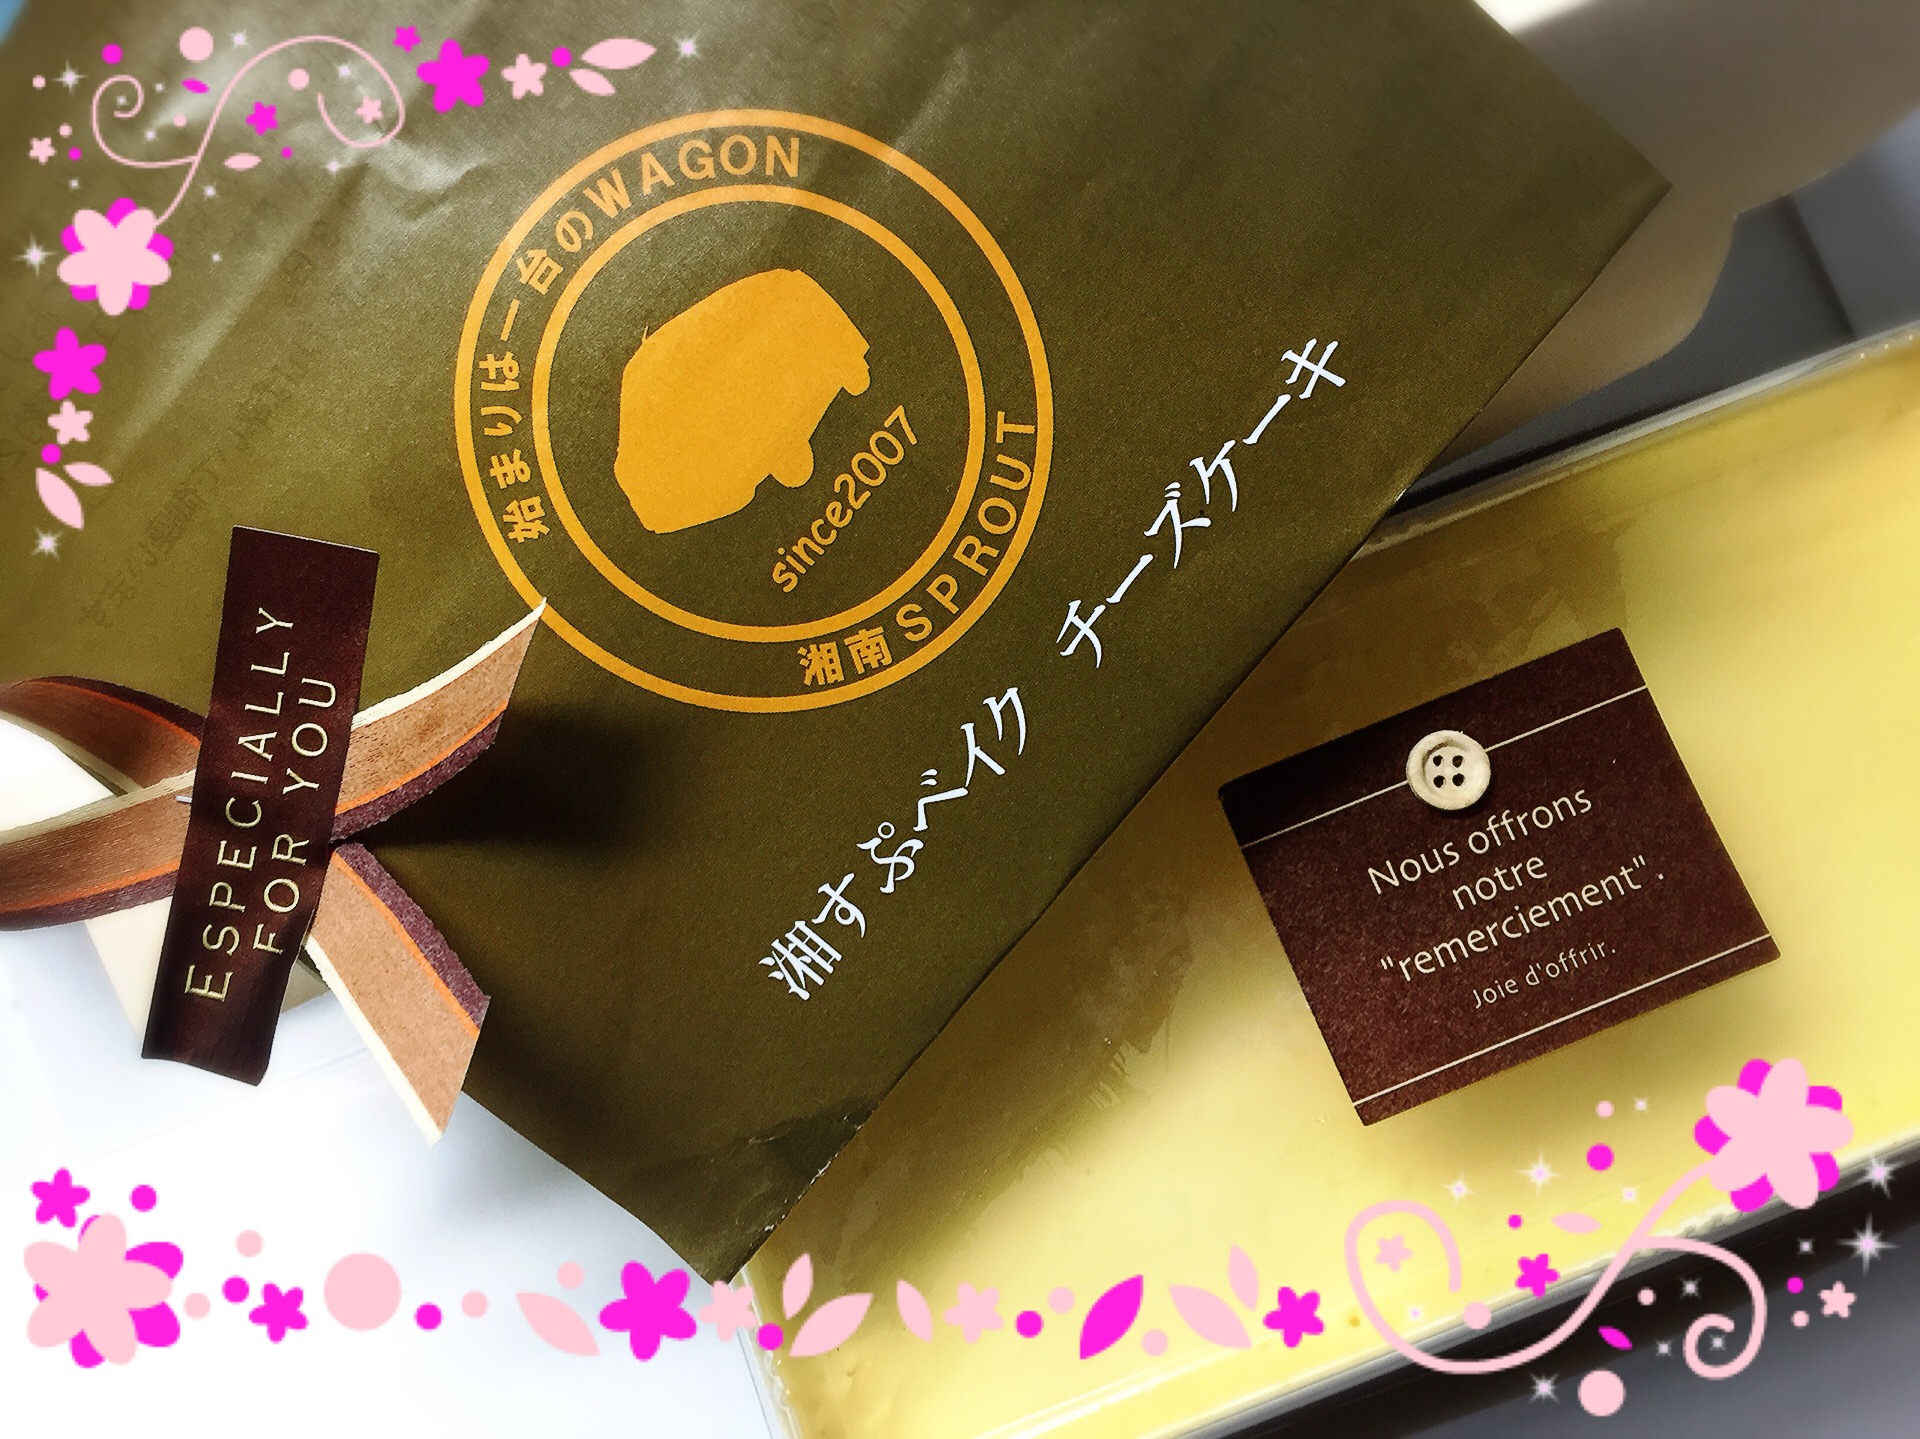 始まりは一台のWAGON
since2007
湘南SPROUT
湘すぷベイク チーズケーキ
ESPECIALLY
FOR YOU
Nous offrons
notre
"remerciement".
Joie d'offrir.